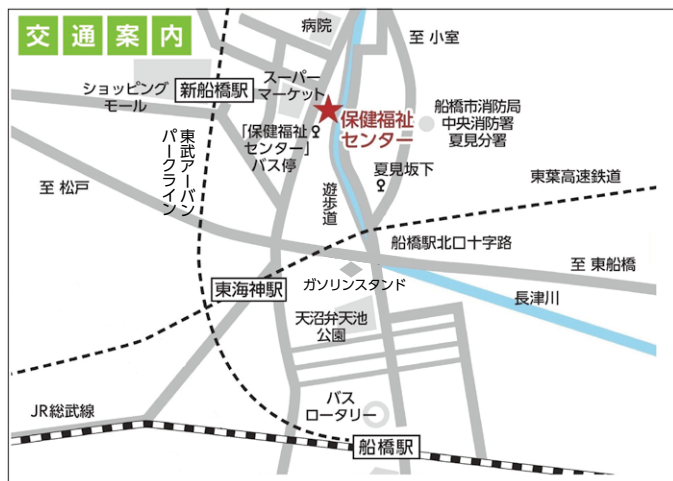 交通案内
病院
至 小室
ショッピング
モール
新船橋駅
スーパー
マーケット
保健福祉
センター
船橋市消防局
中央消防署
夏見分署
「保健福祉
センター」
バス停
夏見坂下
東武アーバン
パークライン
至 松戸
遊歩道
東葉高速鉄道
船橋駅北口十字路
至 東船橋
東海神駅
ガソリンスタンド
長津川
天沼弁天池
公園
バス
ロータリー
JR総武線
船橋駅